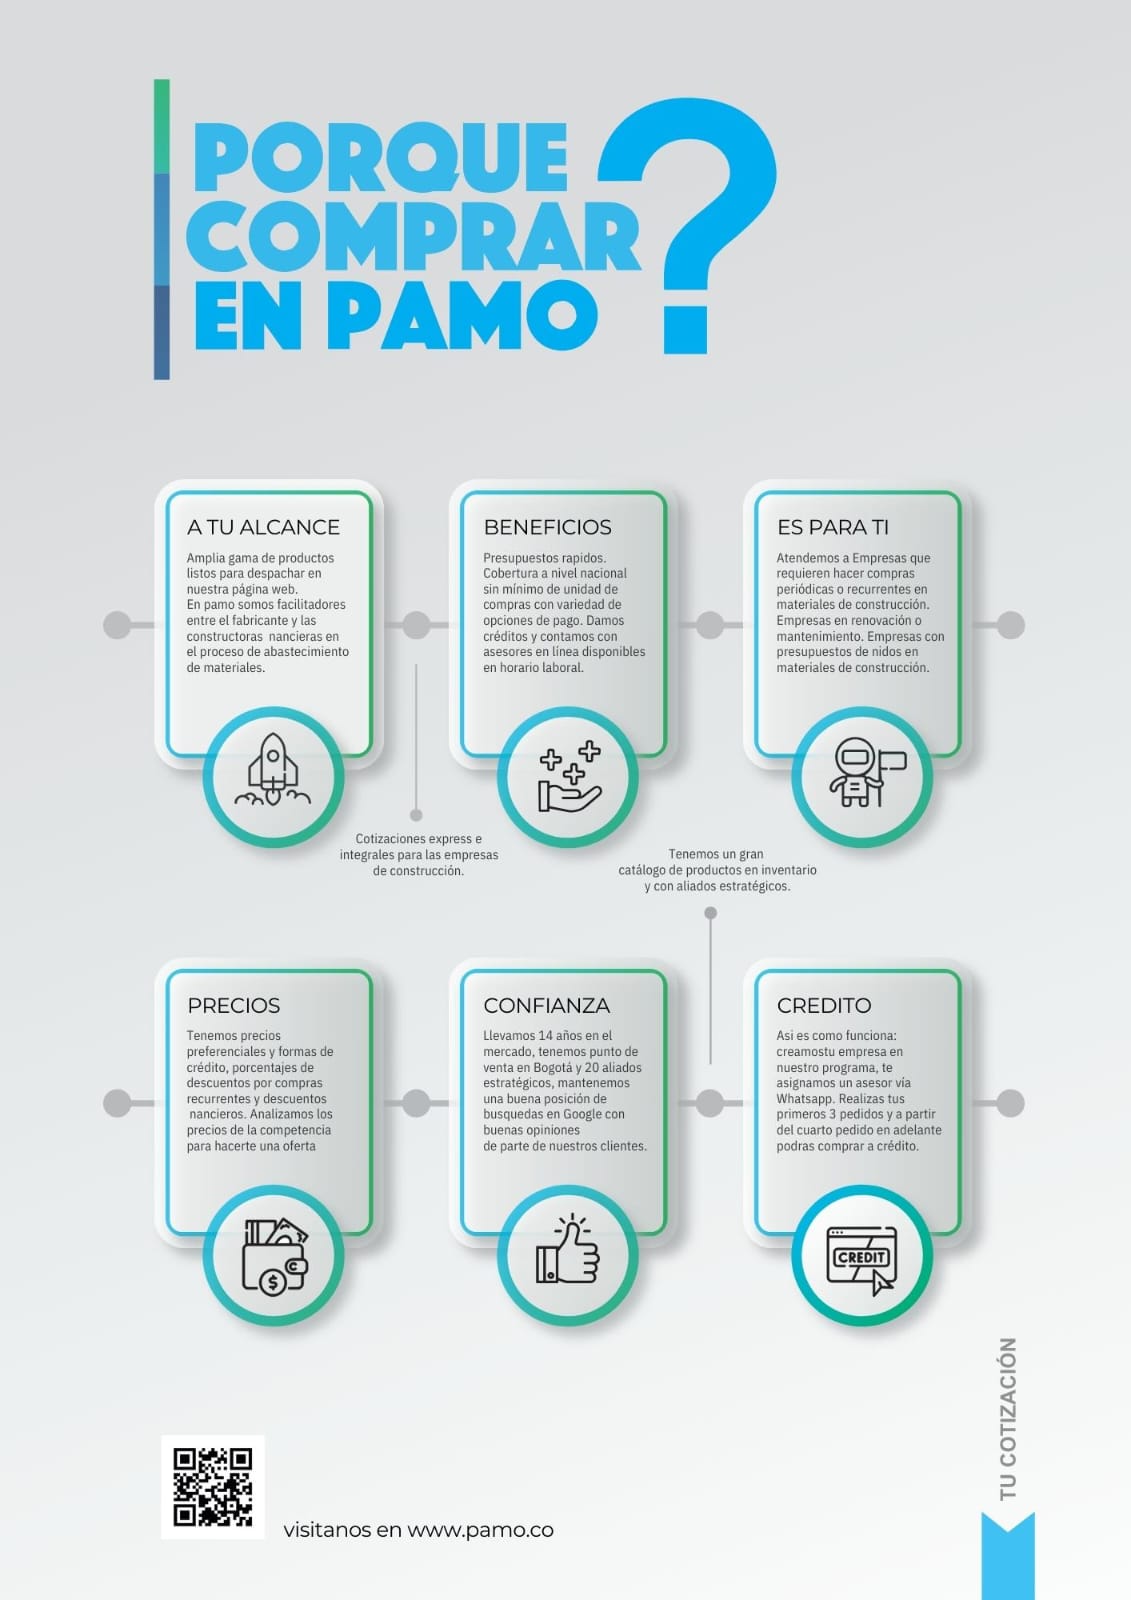 PORQUE
COMPRAR
EN PAMO
?
A TU ALCANCE
Amplia gama de productos
listos para despachar en
nuestra página web.
En pamo somos facilitadores
entre el fabricante y las
constructoras  nancieras en
el proceso de abastecimiento
de materiales.
BENEFICIOS
Presupuestos rapidos.
Cobertura a nivel nacional
sin mínimo de unidad de
compras con variedad de
opciones de pago. Damos
créditos y contamos con
asesores en línea disponibles
en horario laboral.
ES PARA TI
Atendemos a Empresas que
requieren hacer compras
periódicas o recurrentes en
materiales de construcción.
Empresas en renovación o
mantenimiento. Empresas con
presupuestos de nidos en
materiales de construcción.
Cotizaciones express e
integrales para las empresas
de construcción.
Tenemos un gran
catálogo de productos en inventario
y con aliados estratégicos.
PRECIOS
Tenemos precios
preferenciales y formas de
crédito, porcentajes de
descuentos por compras
recurrentes y descuentos
nancieros. Analizamos los
precios de la competencia
para hacerte una oferta
CONFIANZA
Llevamos 14 años en el
mercado, tenemos punto de
venta en Bogotá y 20 aliados
estratégicos, mantenemos
una buena posición de
busquedas en Google con
buenas opiniones
de parte de nuestros clientes.
CREDITO
Asi es como funciona:
creamostu empresa en
nuestro programa, te
asignamos un asesor vía
Whatsapp. Realizas tus
primeros 3 pedidos y a partir
del cuarto pedido en adelante
podras comprar a crédito.
$
CREDIT
TU COTIZACIÓN
visitanos en www.pamo.co